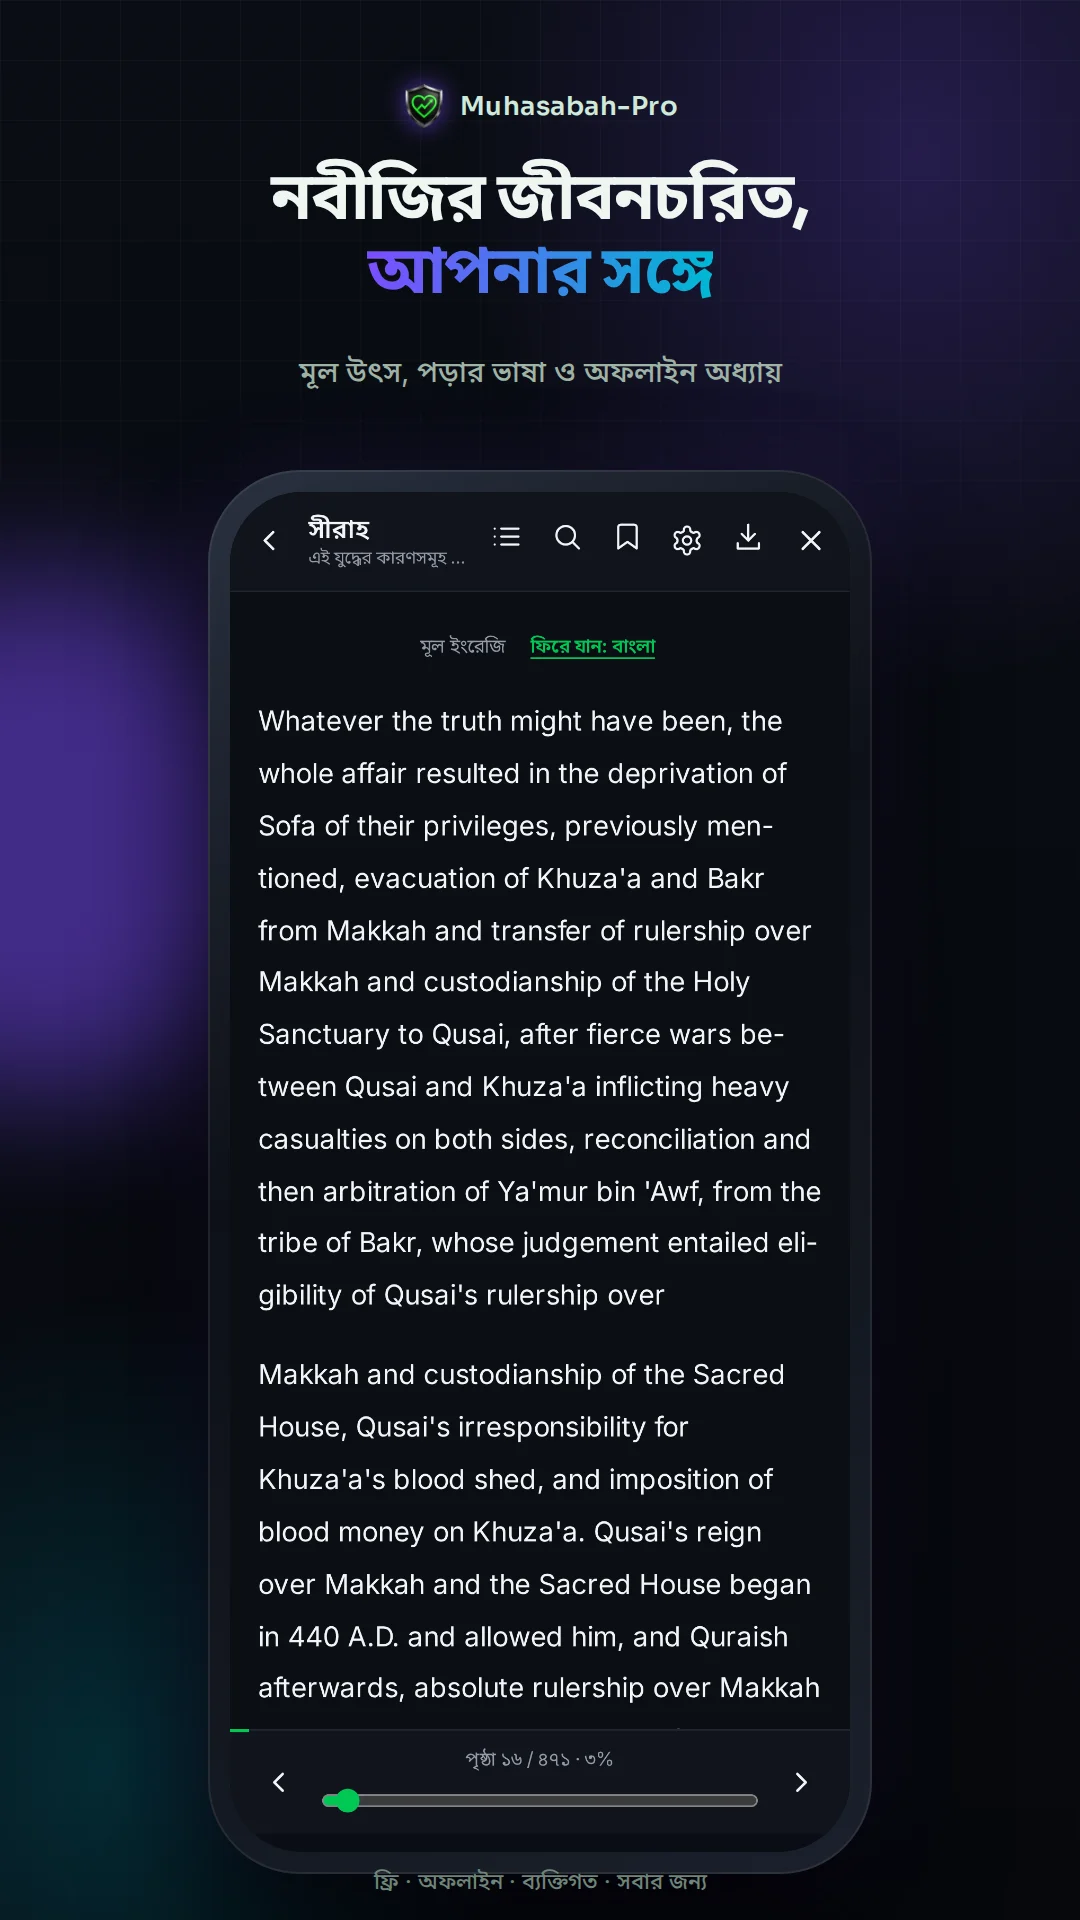 Muhasabah-Pro
নবীজির জীবনচরিত,
আপনার সঙ্গে
মূল উৎস, পড়ার ভাষা ও অফলাইন অধ্যায়
সীরাহ
এই যুদ্ধের কারণসমূহ ...
মূল ইংরেজি ফিরে যান: বাংলা
Whatever the truth might have been, the
whole affair resulted in the deprivation of
Sofa of their privileges, previously men-
tioned, evacuation of Khuza'a and Bakr
from Makkah and transfer of rulership over
Makkah and custodianship of the Holy
Sanctuary to Qusai, after fierce wars be-
tween Qusai and Khuza'a inflicting heavy
casualties on both sides, reconciliation and
then arbitration of Ya'mur bin 'Awf, from the
tribe of Bakr, whose judgement entailed eli-
gibility of Qusai's rulership over
Makkah and custodianship of the Sacred
House, Qusai's irresponsibility for
Khuza'a's blood shed, and imposition of
blood money on Khuza'a. Qusai's reign
over Makkah and the Sacred House began
in 440 A.D. and allowed him, and Quraish
afterwards, absolute rulership over Makkah
পৃষ্ঠা ১৬ / ৪৭১ · ৩%
ফ্রি · অফলাইন · ব্যক্তিগত · সবার জন্য